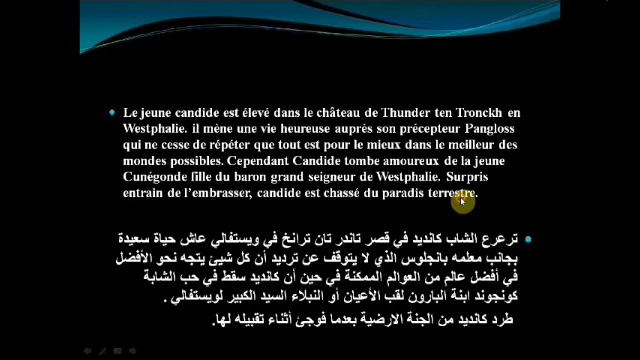 Le jeune candide est élevé dans le château de Thunder ten Tronckh en
Westphalie. il mène une vie heureuse auprès son précepteur Pangloss
qui ne cesse de répéter que tout est pour le mieux dans le meilleur des
mondes possibles. Cependant Candide tombe amoureux de la jeune
Cunégonde fille du baron grand seigneur de Westphalie. Surpris
entrain de l'embrasser, candide est chassé du paradis terrestre.
ترعرع الشاب كانديد في قصر تاندر تان ترانخ في ويستفالي عاش حياة سعيدة
بجانب معلمه بانجلوس الذي لا يتوقف عن ترديد أن كل شيئ يتجه نحو الأفضل
في أفضل عالم من العوالم الممكنة في حين أن كانديد سقط في حب الشابة
كونجوند ابنة البارون لقب الأعيان أو النبلاء السيد الكبير لويستفالي .
طرد كانديد من الجنة الارضية بعدما فوجئ أثناء تقبيله لها.